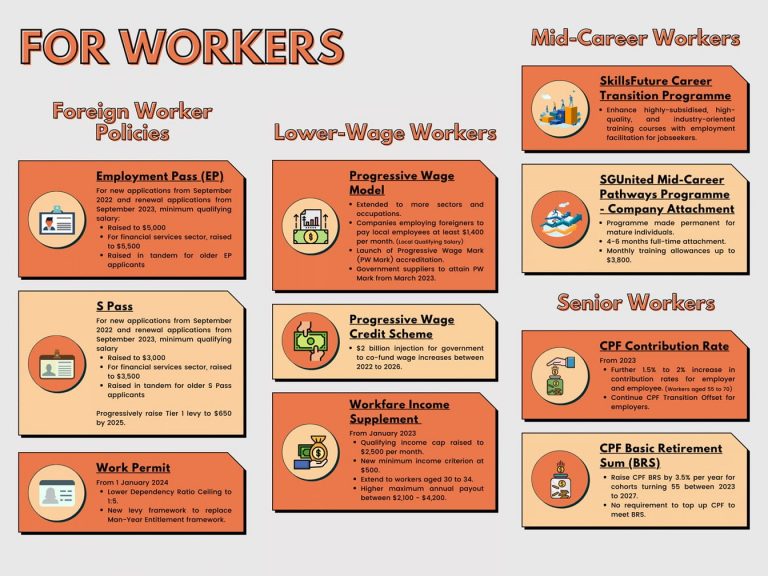 FOR WORKERS
Foreign Worker
Policies
Employment Pass (EP)
For new applications from September
2022 and renewal applications from
September 2023, minimum qualifying
salary:
• Raised to $5,000
• For financial services sector, raised
to $5,500
• Raised in tandem for older EP
applicants
S Pass
For new applications from September
2022 and renewal applications from
September 2023, minimum qualifying
salary
• Raised to $3,000
• For financial services sector, raised
to $3,500
• Raised in tandem for older S Pass
applicants
Progressively raise Tier 1 levy to $650
by 2025.
Work Permit
From 1 January 2024
• Lower Dependency Ratio Ceiling to
1:5.
• New levy framework to replace
Man-Year Entitlement framework.
Lower-Wage Workers
Progressive Wage
Model
• Extended to more sectors and
occupations.
• Companies employing foreigners to
pay local employees at least $1,400
per month. (Local Qualifying Salary)
• Launch of Progressive Wage Mark
(PW Mark) accreditation.
• Government suppliers to attain PW
Mark from March 2023.
Progressive Wage
Credit Scheme
• $2 billion injection for government
to co-fund wage increases between
2022 to 2026.
Workfare Income
Supplement
From January 2023
• Qualifying income cap raised to
$2,500 per month.
• New minimum income criterion at
$500.
• Extend to workers aged 30 to 34.
• Higher maximum annual payout
between $2,100 - $4,200.
Mid-Career Workers
SkillsFuture Career
Transition Programme
• Enhance highly-subsidised, high-
quality, and industry-oriented
training courses with employment
facilitation for jobseekers.
SGUnited Mid-Career
Pathways Programme
- Company Attachment
• Programme made permanent for
mature individuals.
• 4-6 months full-time attachment.
• Monthly training allowances up to
$3,800.
Senior Workers
CPF Contribution Rate
From 2023
• Further 1.5% to 2% increase in
contribution rates for employer
and employee. (Workers aged 55 to 70)
• Continue CPF Transition Offset for
employers.
CPF Basic Retirement
Sum (BRS)
• Raise CPF BRS by 3.5% per year for
cohorts turning 55 between 2023
to 2027.
• No requirement to top up CPF to
meet BRS.